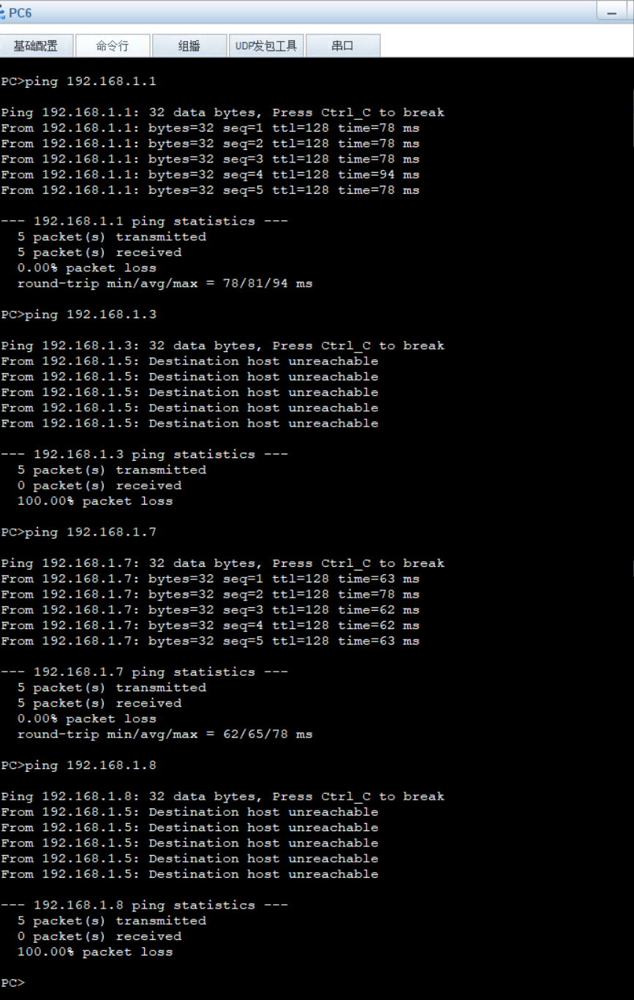 PC6
基础配置 命令行 组播 UDP发包工具 串口
PC>ping 192.168.1.1
Ping 192.168.1.1: 32 data bytes, Press Ctrl_C to break
From 192.168.1.1: bytes=32 seq=1 ttl=128 time=78 ms
From 192.168.1.1: bytes=32 seq=2 ttl=128 time=78 ms
From 192.168.1.1: bytes=32 seq=3 ttl=128 time=78 ms
From 192.168.1.1: bytes=32 seq=4 ttl=128 time=94 ms
From 192.168.1.1: bytes=32 seq=5 ttl=128 time=78 ms
--- 192.168.1.1 ping statistics ---
5 packet(s) transmitted
5 packet(s) received
0.00% packet loss
round-trip min/avg/max = 78/81/94 ms
PC>ping 192.168.1.3
Ping 192.168.1.3: 32 data bytes, Press Ctrl_C to break
From 192.168.1.5: Destination host unreachable
From 192.168.1.5: Destination host unreachable
From 192.168.1.5: Destination host unreachable
From 192.168.1.5: Destination host unreachable
From 192.168.1.5: Destination host unreachable
--- 192.168.1.3 ping statistics ---
5 packet(s) transmitted
0 packet(s) received
100.00% packet loss
PC>ping 192.168.1.7
Ping 192.168.1.7: 32 data bytes, Press Ctrl_C to break
From 192.168.1.7: bytes=32 seq=1 ttl=128 time=63 ms
From 192.168.1.7: bytes=32 seq=2 ttl=128 time=78 ms
From 192.168.1.7: bytes=32 seq=3 ttl=128 time=62 ms
From 192.168.1.7: bytes=32 seq=4 ttl=128 time=62 ms
From 192.168.1.7: bytes=32 seq=5 ttl=128 time=63 ms
--- 192.168.1.7 ping statistics ---
5 packet(s) transmitted
5 packet(s) received
0.00% packet loss
round-trip min/avg/max = 62/65/78 ms
PC>ping 192.168.1.8
Ping 192.168.1.8: 32 data bytes, Press Ctrl_C to break
From 192.168.1.5: Destination host unreachable
From 192.168.1.5: Destination host unreachable
From 192.168.1.5: Destination host unreachable
From 192.168.1.5: Destination host unreachable
From 192.168.1.5: Destination host unreachable
--- 192.168.1.8 ping statistics ---
5 packet(s) transmitted
0 packet(s) received
100.00% packet loss
PC>